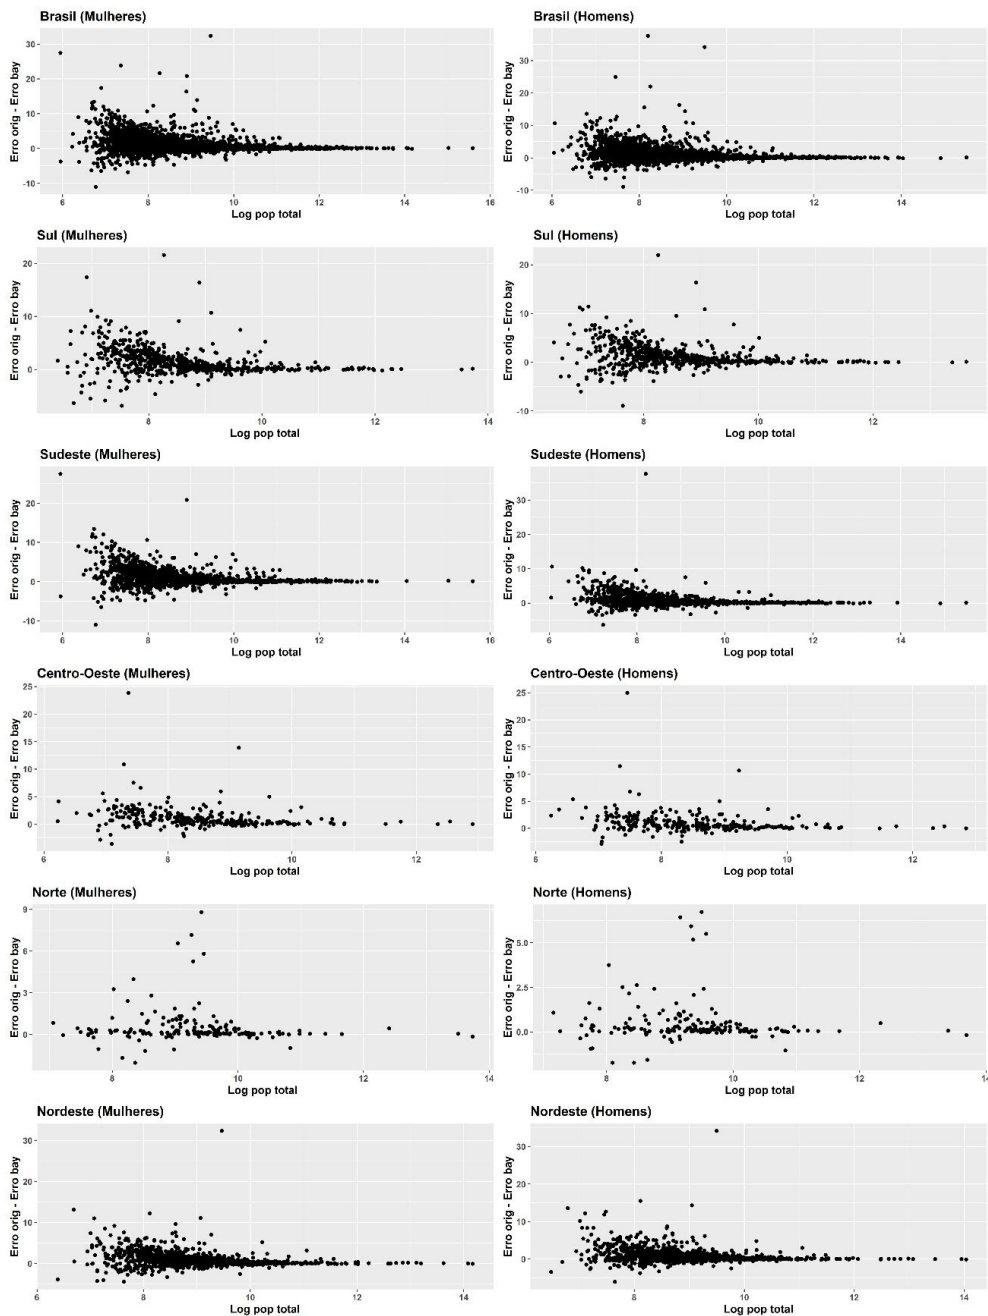 Brasil (Mulheres)
Erro orig - Erro bay
30
20
10
0
-10
6
8
10
12
14
16
Log pop total
Brasil (Homens)
Erro orig - Erro bay
30
20
10
0
-10
6
8
10
12
14
Log pop total
Sul (Mulheres)
Erro orig - Erro bay
20
10
0
8
10
12
14
Log pop total
Sul (Homens)
Erro orig - Erro bay
20
10
0
-10
8
10
12
Log pop total
Sudeste (Mulheres)
Erro orig - Erro bay
20
10
0
-10
6
8
10
12
14
16
Log pop total
Sudeste (Homens)
Erro orig - Erro bay
30
20
10
0
6
8
10
12
14
Log pop total
Centro-Oeste (Mulheres)
Erro orig - Erro bay
25
20
15
10
5
0
6
8
10
12
Log pop total
Centro-Oeste (Homens)
Erro orig - Erro bay
25
20
15
10
5
0
6
8
10
12
Log pop total
Norte (Mulheres)
Erro orig - Erro bay
9
6
3
0
8
10
12
14
Log pop total
Norte (Homens)
Erro orig - Erro bay
5.0
2.5
0.0
8
10
12
14
Log pop total
Nordeste (Mulheres)
Erro orig - Erro bay
30
20
10
0
6
8
10
12
14
Log pop total
Nordeste (Homens)
Erro orig - Erro bay
30
20
10
0
8
10
12
14
Log pop total